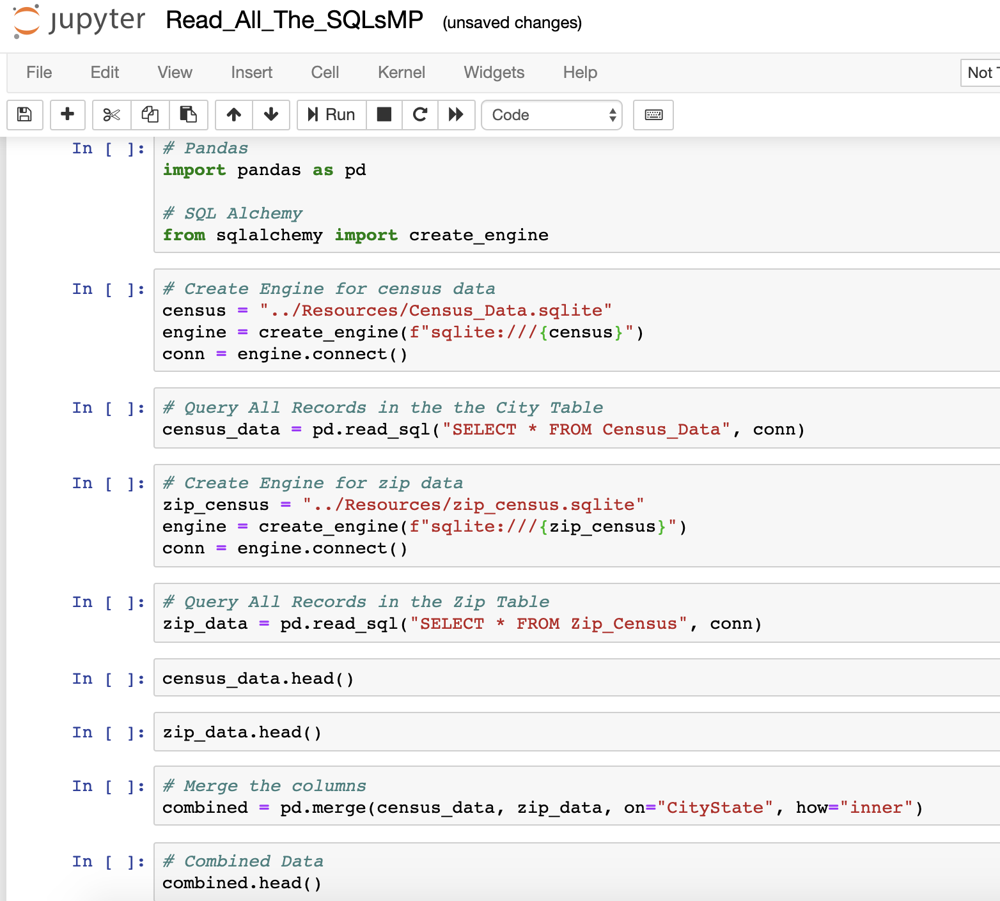 jupyter Read_All_The_SQLsMP (unsaved changes)
File Edit View Insert Cell Kernel Widgets Help Not
Run Code
In [ ]: # Pandas
import pandas as pd
# SQL Alchemy
from sqlalchemy import create_engine
In [ ]: # Create Engine for census data
census = "../Resources/Census_Data.sqlite"
engine = create_engine(f"sqlite:///{census}")
conn = engine.connect()
In [ ]: # Query All Records in the the City Table
census_data = pd.read_sql("SELECT * FROM Census_Data", conn)
In [ ]: # Create Engine for zip data
zip_census = "../Resources/zip_census.sqlite"
engine = create_engine(f"sqlite:///{zip_census}")
conn = engine.connect()
In [ ]: # Query All Records in the Zip Table
zip_data = pd.read_sql("SELECT * FROM Zip_Census", conn)
In [ ]: census_data.head()
In [ ]: zip_data.head()
In [ ]: # Merge the columns
combined = pd.merge(census_data, zip_data, on="CityState", how="inner")
In [ ]: # Combined Data
combined.head()